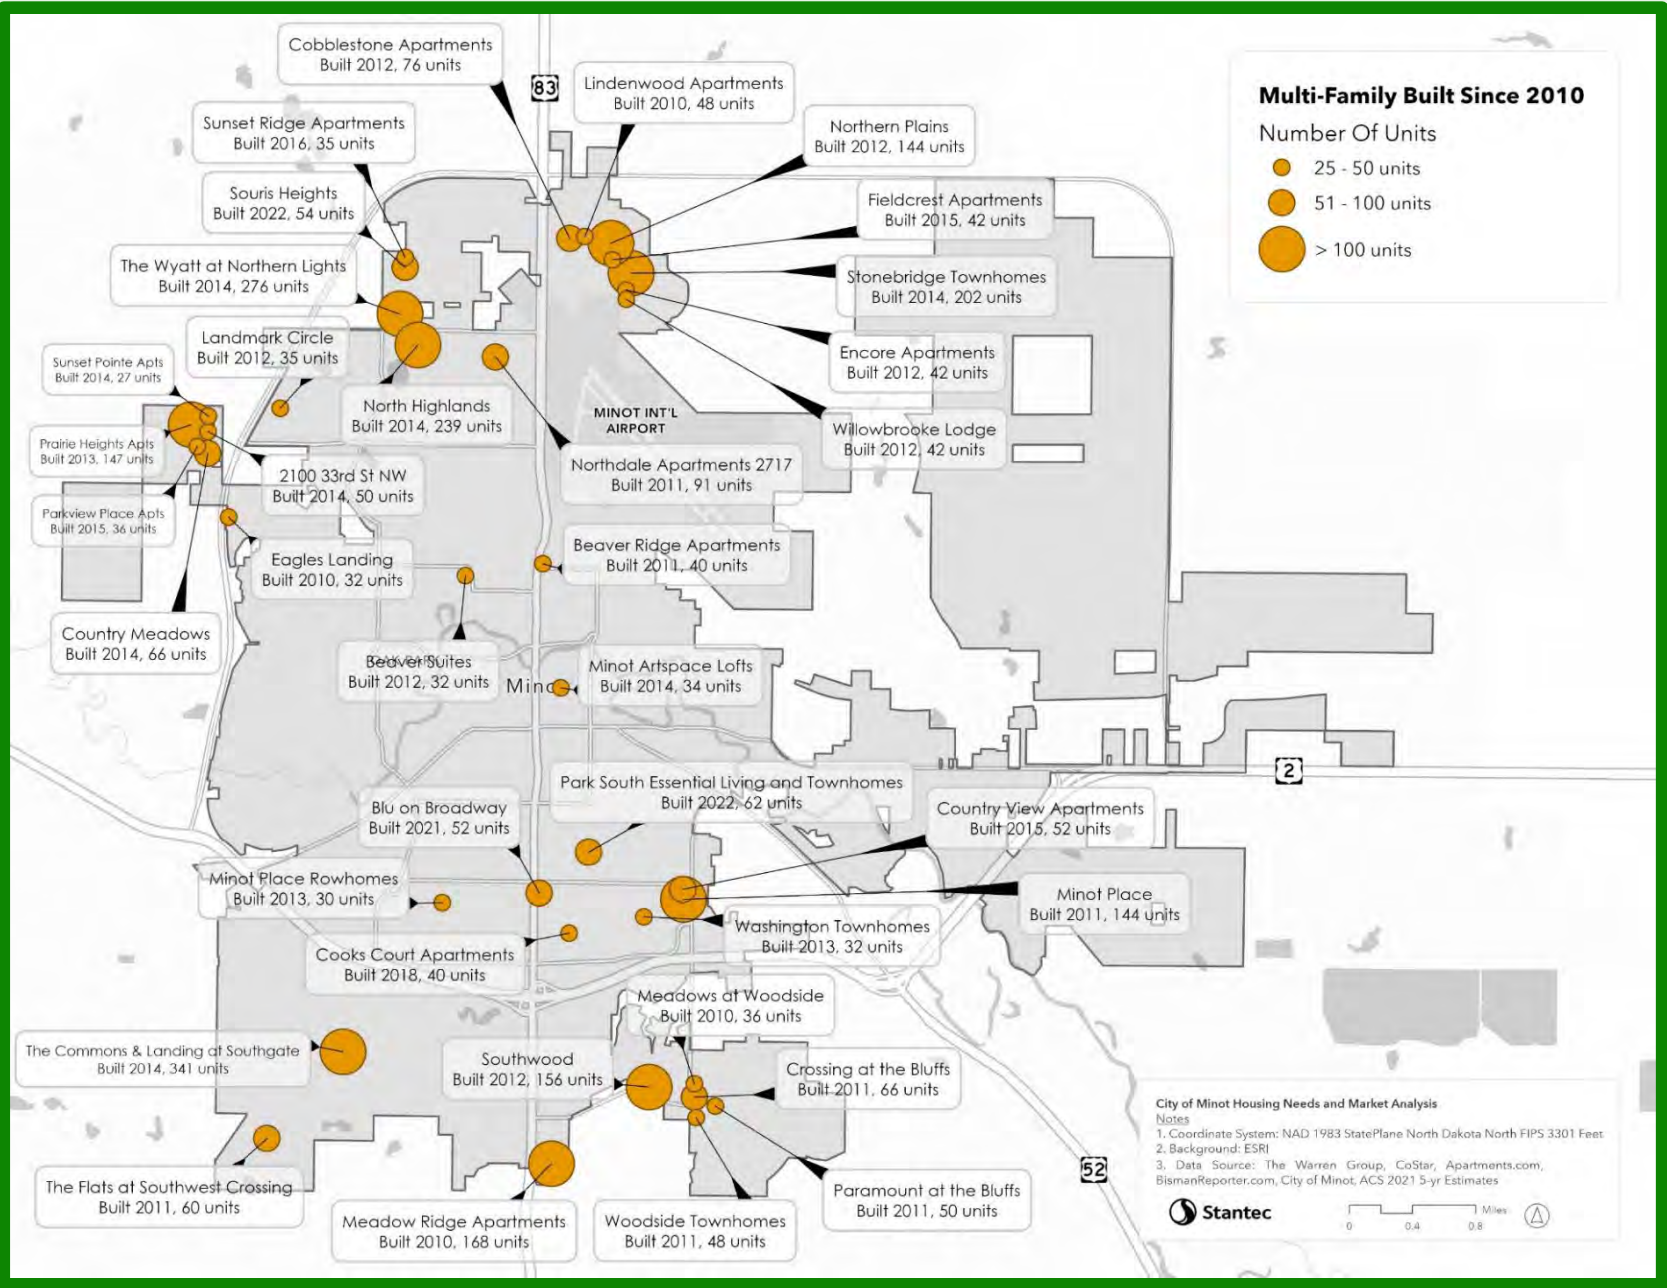 Cobblestone Apartments
Built 2012, 76 units
83
Lindenwood Apartments
Built 2010, 48 units
Multi-Family Built Since 2010
Number Of Units
25 - 50 units
51 - 100 units
> 100 units
Sunset Ridge Apartments
Built 2016, 35 units
Northern Plains
Built 2012, 144 units
Souris Heights
Built 2022, 54 units
Fieldcrest Apartments
Built 2015, 42 units
The Wyatt at Northern Lights
Built 2014, 276 units
Stonebridge Townhomes
Built 2014, 202 units
Landmark Circle
Built 2012, 35 units
Encore Apartments
Built 2012, 42 units
Sunset Pointe Apts
Built 2014, 27 units
North Highlands
Built 2014, 239 units
MINOT INT'L
AIRPORT
Willowbrooke Lodge
Built 2012, 42 units
Prairie Heights Apts
Built 2013, 147 units
2100 33rd St NW
Built 2014, 50 units
Northdale Apartments 2717
Built 2011, 91 units
Parkview Place Apts
Built 2015, 36 units
Eagles Landing
Built 2010, 32 units
Beaver Ridge Apartments
Built 2011, 40 units
Country Meadows
Built 2014, 66 units
OAK PARK
Beaver Suites
Built 2012, 32 units
Minot
Minot Artspace Lofts
Built 2014, 34 units
2
Park South Essential Living and Townhomes
Built 2022, 62 units
Blu on Broadway
Built 2021, 52 units
Country View Apartments
Built 2015, 52 units
Minot Place Rowhomes
Built 2013, 30 units
Minot Place
Built 2011, 144 units
Washington Townhomes
Built 2013, 32 units
Cooks Court Apartments
Built 2018, 40 units
Meadows at Woodside
Built 2010, 36 units
The Commons & Landing at Southgate
Built 2014, 341 units
Southwood
Built 2012, 156 units
Crossing at the Bluffs
Built 2011, 66 units
The Flats at Southwest Crossing
Built 2011, 60 units
Meadow Ridge Apartments
Built 2010, 168 units
Woodside Townhomes
Built 2011, 48 units
Paramount at the Bluffs
Built 2011, 50 units
52
City of Minot Housing Needs and Market Analysis
Notes
1. Coordinate System: NAD 1983 StatePlane North Dakota North FIPS 3301 Feet
2. Background: ESRI
3. Data Source: The Warren Group, CoStar, Apartments.com,
BismanReporter.com, City of Minot, ACS 2021 5-yr Estimates
Stantec
Miles
0 0.4 0.8